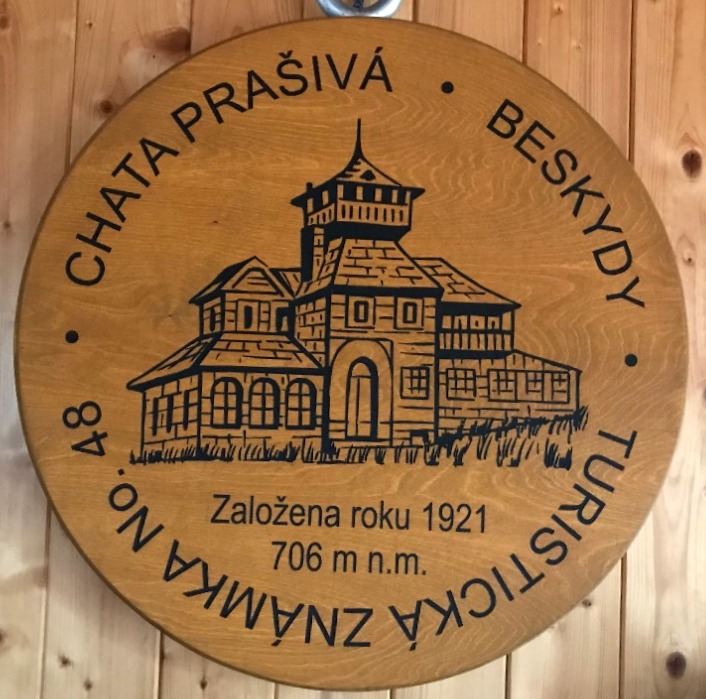 CHATA PRAŠIVÁ • BESKYDY • TURISTICKÁ ZNÁMKA No. 48 •
Založena roku 1921
706 m n.m.